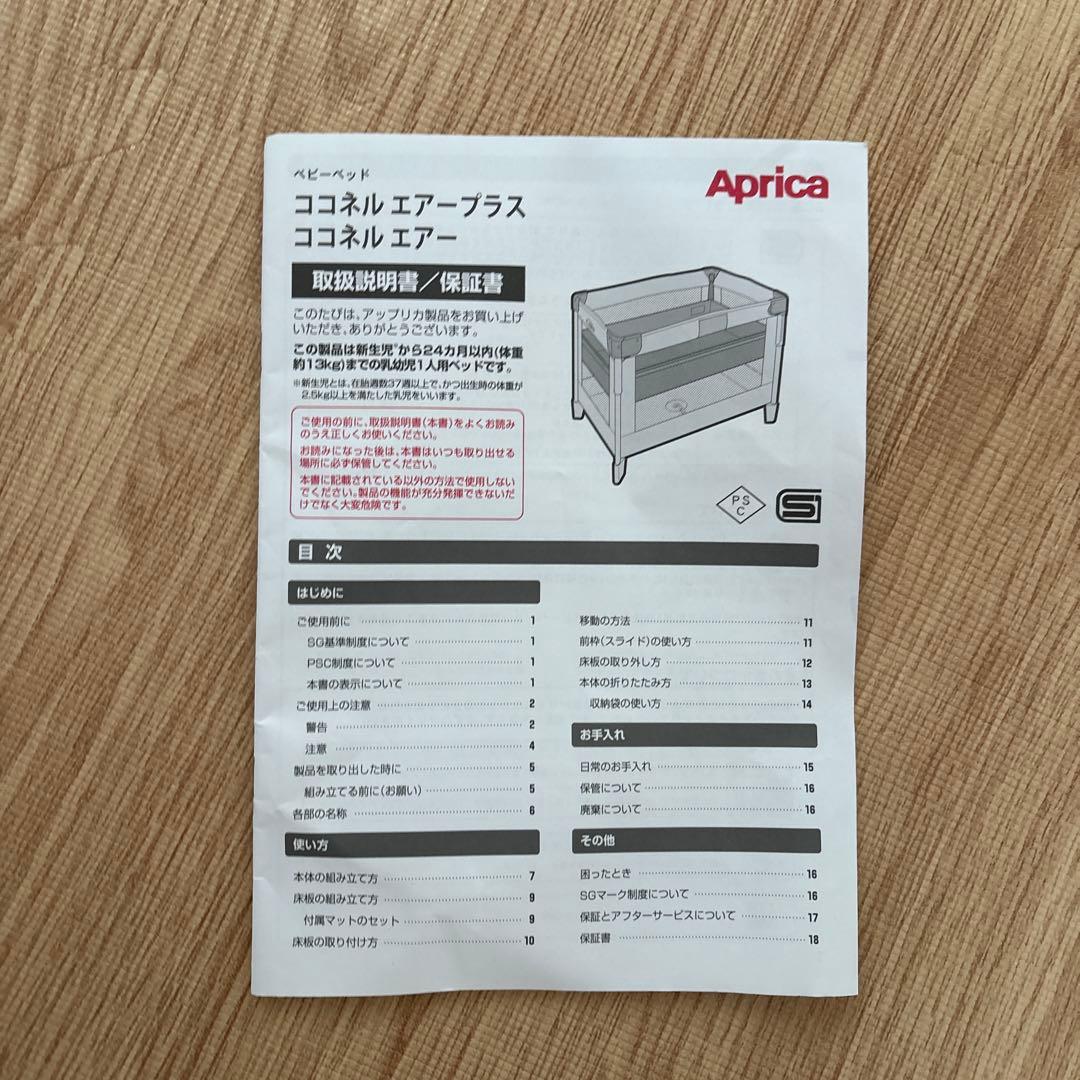 ベビーベッド
Aprica
ココネル エアープラス
ココネル エアー
取扱説明書/保証書
このたびは、アップリカ製品をお買い上げ
いただき、ありがとうございます。
この製品は新生児※から24カ月以内(体重
約13kg)までの乳幼児1人用ベッドです。
※新生児とは、在胎週数37週以上で、かつ出生時の体重が
2.5kg以上を満たした乳児をいいます。
ご使用の前に、取扱説明書(本書)をよくお読み
のうえ正しくお使いください。
お読みになった後は、本書はいつも取り出せる
場所に必ず保管してください。
本書に記載されている以外の方法で使用しない
でください。製品の機能が充分発揮できないだ
けでなく大変危険です。
PS
C
目 次
はじめに
ご使用前に 1
SG基準制度について 1
PSC制度について 1
本書の表示について 1
ご使用上の注意 2
警告 2
注意 4
製品を取り出した時に 5
組み立てる前に(お願い) 5
各部の名称 6
使い方
本体の組み立て方 7
床板の組み立て方 9
付属マットのセット 9
床板の取り付け方 10
移動の方法 11
前枠(スライド)の使い方 11
床板の取り外し方 12
本体の折りたたみ方 13
収納袋の使い方 14
お手入れ
日常のお手入れ 15
保管について 16
廃棄について 16
その他
困ったとき 16
SGマーク制度について 16
保証とアフターサービスについて 17
保証書 18